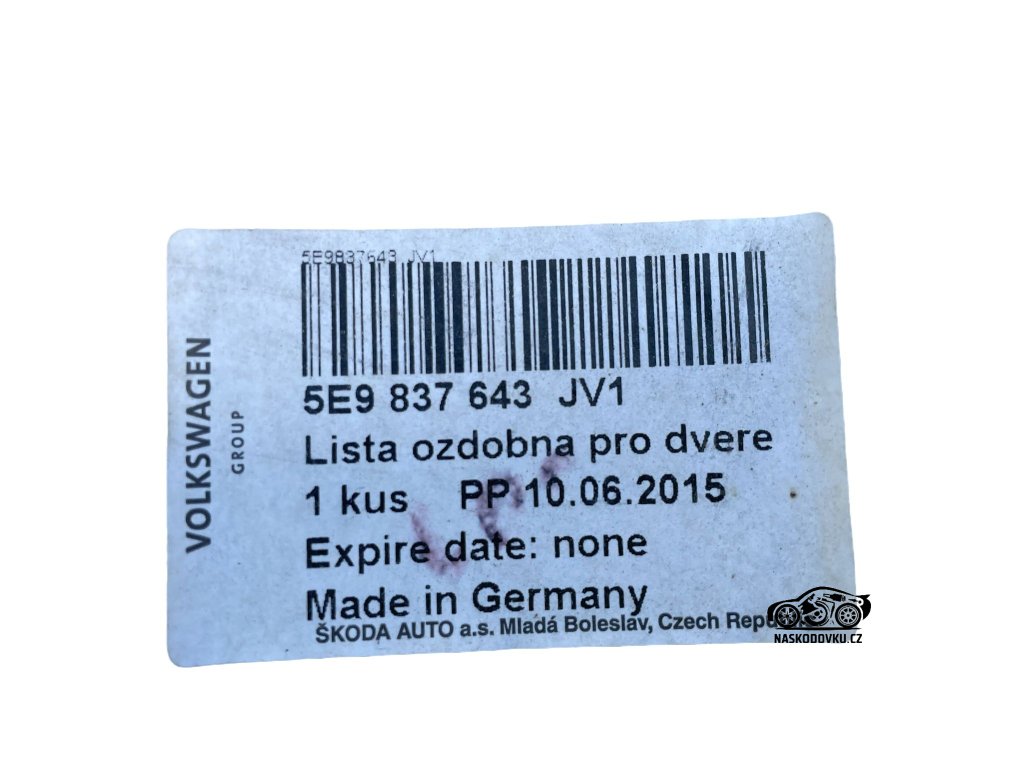 VOLKSWAGEN
GROUP
5E9837643 JV1
5E9 837 643 JV1
Lista ozdobna pro dvere
1 kus PP 10.06.2015
Expire date: none
Made in Germany
ŠKODA AUTO a.s. Mladá Boleslav, Czech Repu
NASKODOVKU.CZ